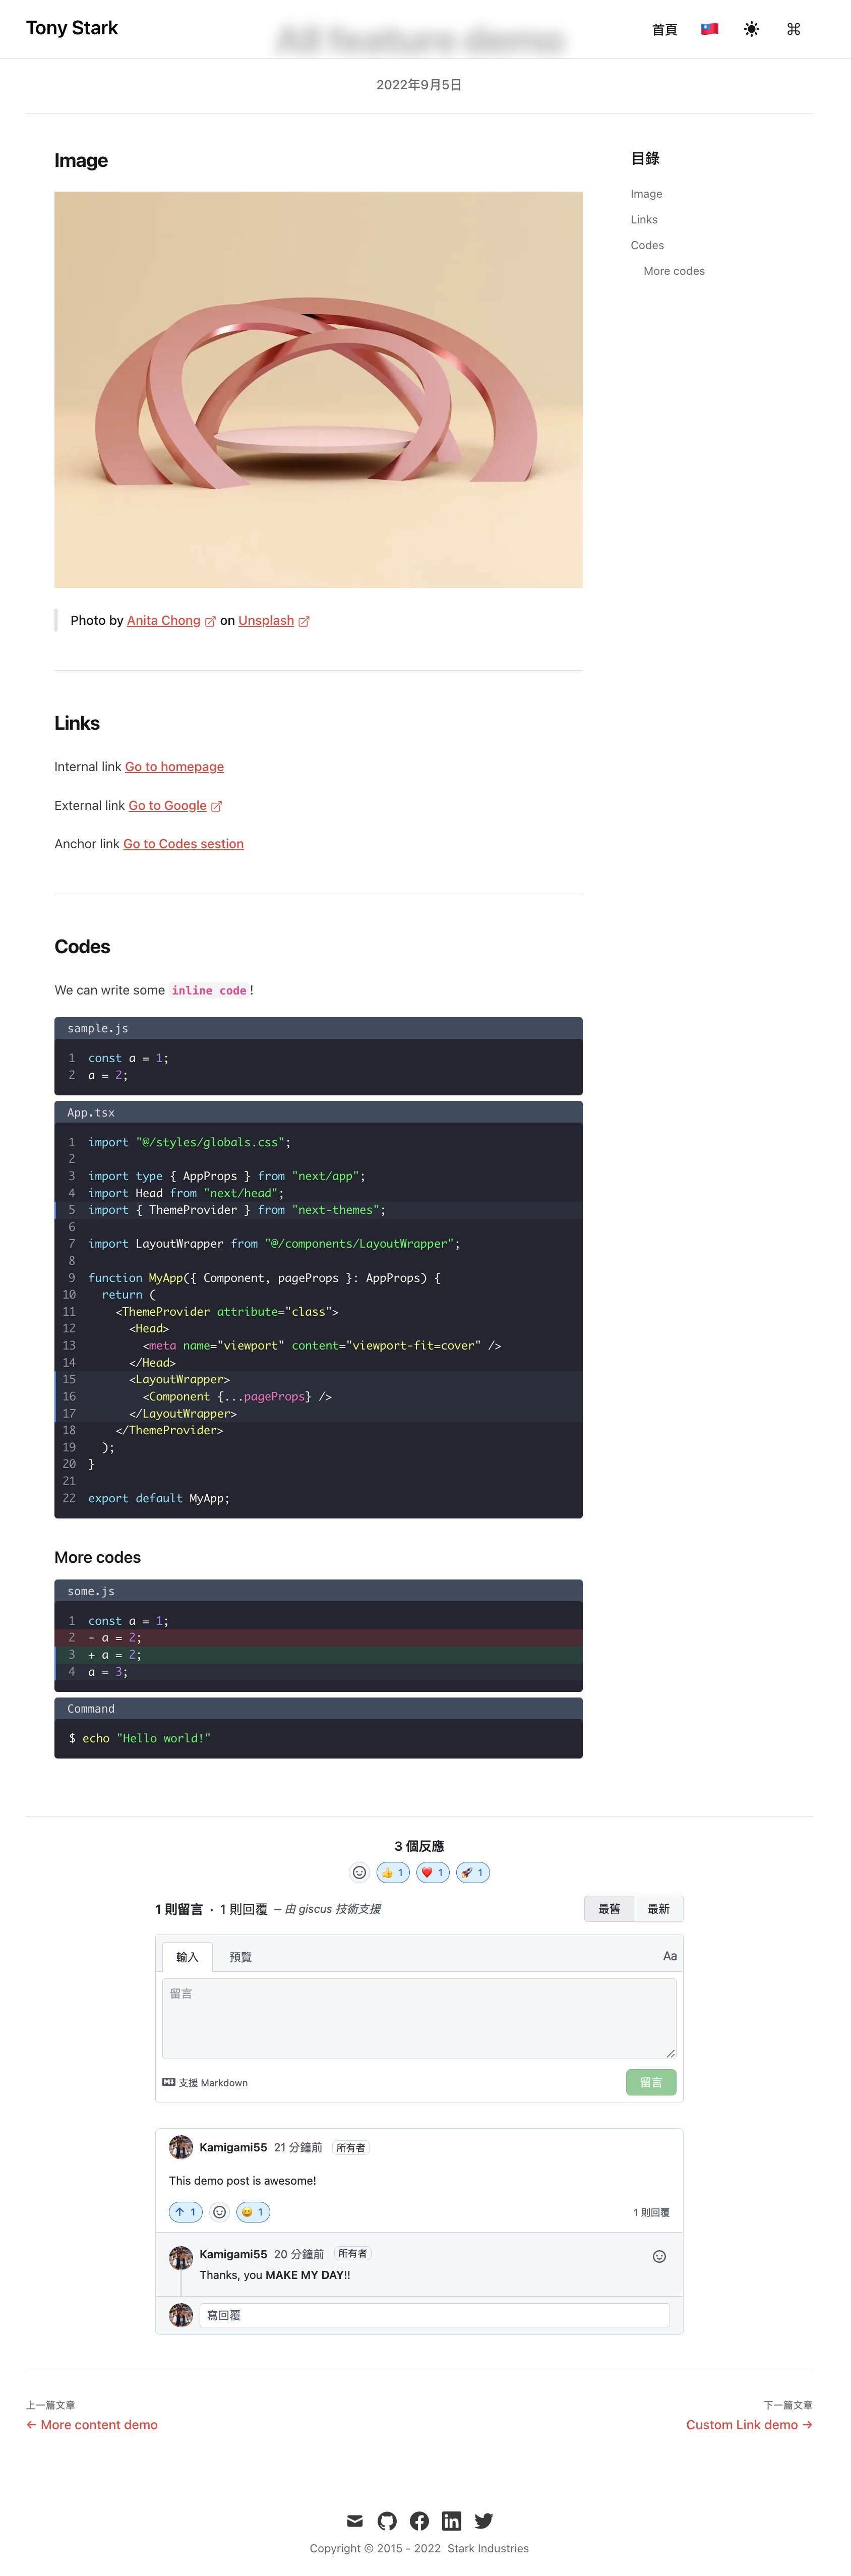 Tony Stark
首頁
All feature demo
2022年9月5日
Image
目錄
Image
Links
Codes
More codes
Photo by Anita Chong on Unsplash
Links
Internal link Go to homepage
External link Go to Google
Anchor link Go to Codes sestion
Codes
We can write some inline code!
sample.js
1 const a = 1;
2 a = 2;
App.tsx
1 import "@/styles/globals.css";
2
3 import type { AppProps } from "next/app";
4 import Head from "next/head";
5 import { ThemeProvider } from "next-themes";
6
7 import LayoutWrapper from "@/components/LayoutWrapper";
8
9 function MyApp({ Component, pageProps }: AppProps) {
10   return (
11     <ThemeProvider attribute="class">
12       <Head>
13         <meta name="viewport" content="viewport-fit=cover" />
14       </Head>
15       <LayoutWrapper>
16         <Component {...pageProps} />
17       </LayoutWrapper>
18     </ThemeProvider>
19   );
20 }
21
22 export default MyApp;
More codes
some.js
1 const a = 1;
2 - a = 2;
3 + a = 2;
4 a = 3;
Command
$ echo "Hello world!"
3 個反應
👍 1 ❤️ 1 🚀 1
1 則留言 · 1 則回覆 – 由 giscus 技術支援
最舊 最新
輸入 預覽 Aa
留言
支援 Markdown
留言
Kamigami55 21 分鐘前 所有者
This demo post is awesome!
↑ 1 😄 1
1 則回覆
Kamigami55 20 分鐘前 所有者
Thanks, you MAKE MY DAY!!
寫回覆
上一篇文章
← More content demo
下一篇文章
Custom Link demo →
Copyright © 2015 - 2022 Stark Industries